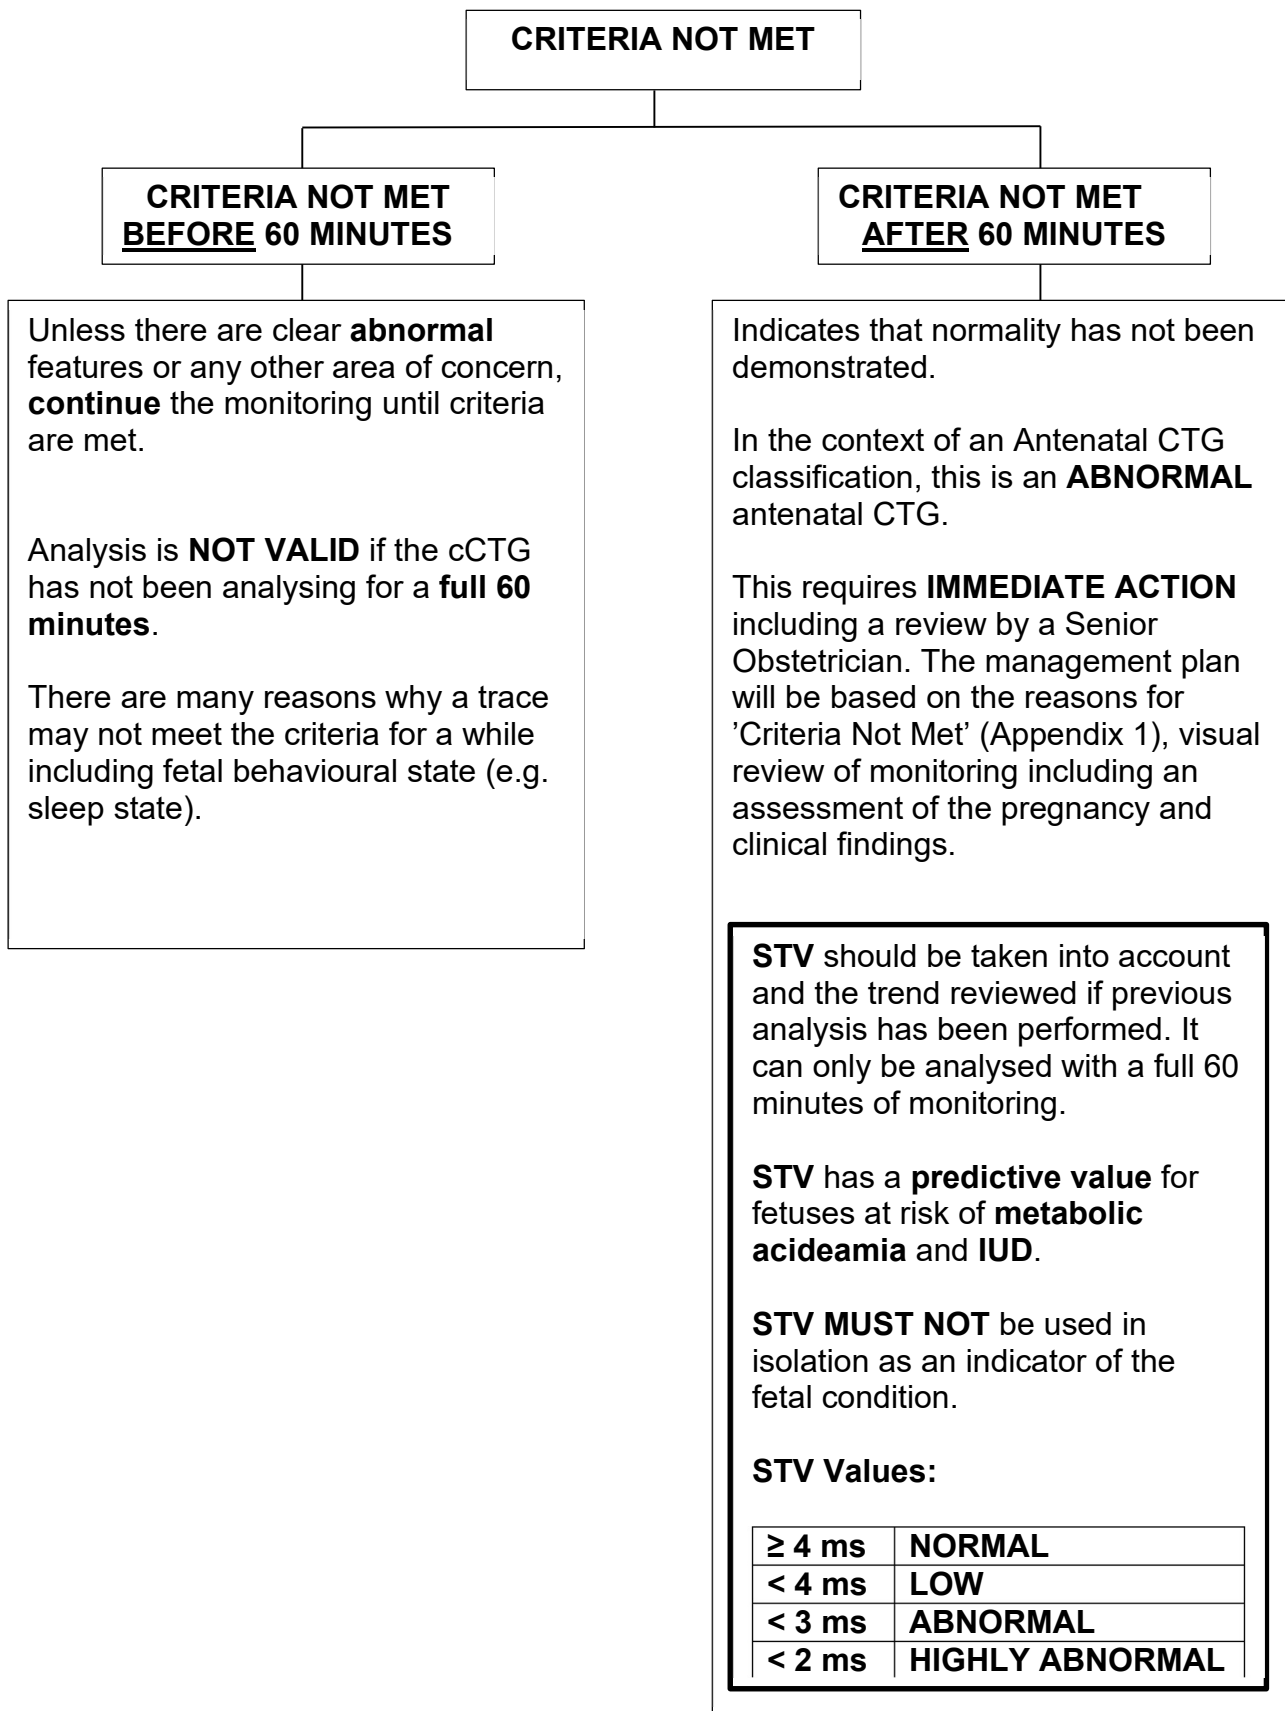 CRITERIA NOT MET
CRITERIA NOT MET
BEFORE 60 MINUTES
Unless there are clear abnormal
features or any other area of concern,
continue the monitoring until criteria
are met.
Analysis is NOT VALID if the cCTG
has not been analysing for a full 60
minutes.
There are many reasons why a trace
may not meet the criteria for a while
including fetal behavioural state (e.g.
sleep state).
CRITERIA NOT MET
AFTER 60 MINUTES
Indicates that normality has not been
demonstrated.
In the context of an Antenatal CTG
classification, this is an ABNORMAL
antenatal CTG.
This requires IMMEDIATE ACTION
including a review by a Senior
Obstetrician. The management plan
will be based on the reasons for
’Criteria Not Met’ (Appendix 1), visual
review of monitoring including an
assessment of the pregnancy and
clinical findings.
STV should be taken into account
and the trend reviewed if previous
analysis has been performed. It
can only be analysed with a full 60
minutes of monitoring.
STV has a predictive value for
fetuses at risk of metabolic
acideamia and IUD.
STV MUST NOT be used in
isolation as an indicator of the
fetal condition.
STV Values:
≥ 4 ms NORMAL
< 4 ms LOW
< 3 ms ABNORMAL
< 2 ms HIGHLY ABNORMAL